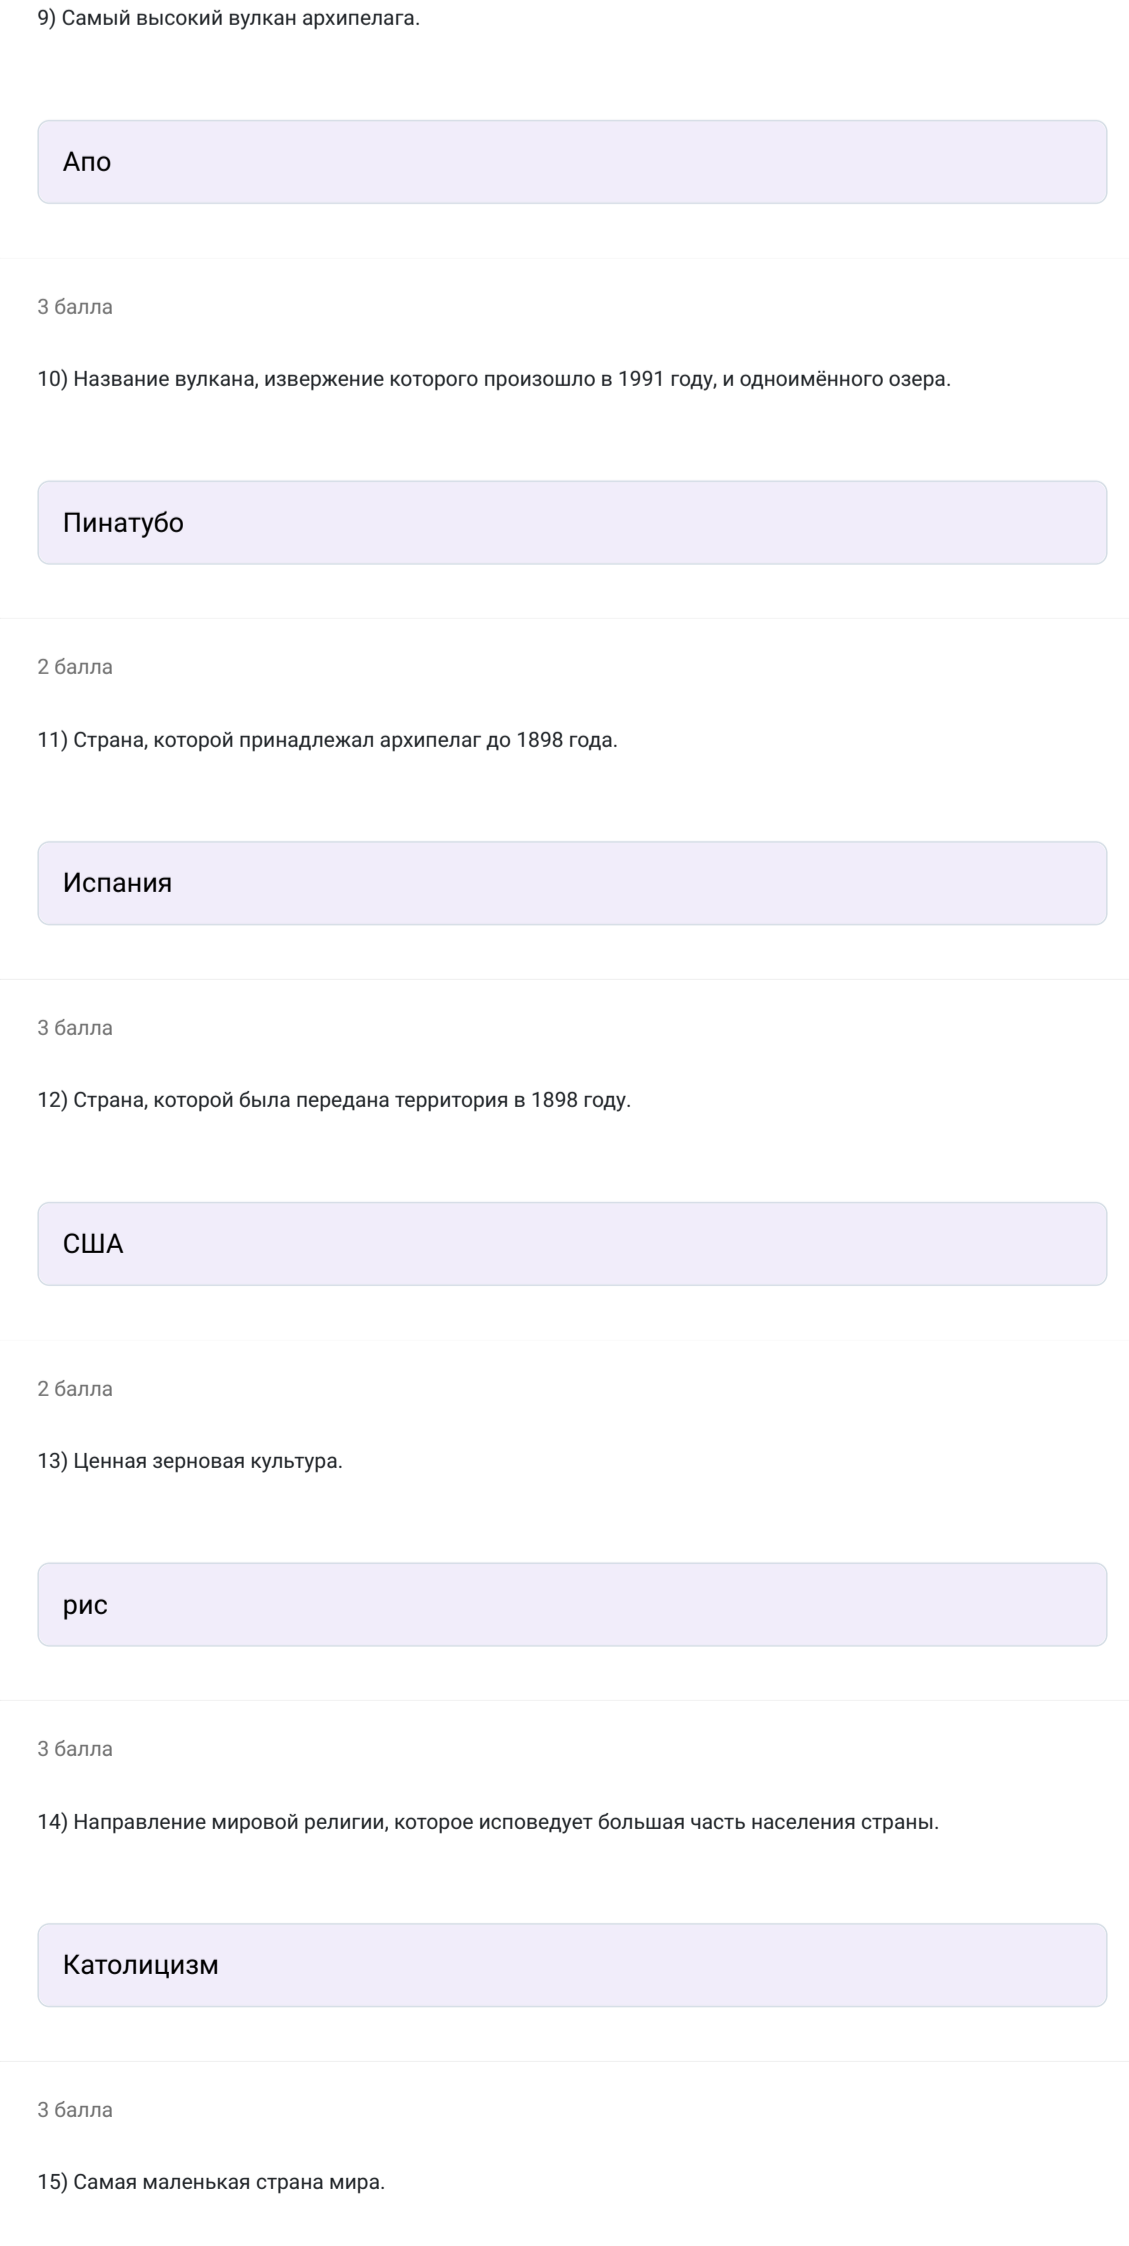 9) Самый высокий вулкан архипелага.
Апо
3 балла
10) Название вулкана, извержение которого произошло в 1991 году, и одноимённого озера.
Пинатубо
2 балла
11) Страна, которой принадлежал архипелаг до 1898 года.
Испания
3 балла
12) Страна, которой была передана территория в 1898 году.
США
2 балла
13) Ценная зерновая культура.
рис
3 балла
14) Направление мировой религии, которое исповедует большая часть населения страны.
Католицизм
3 балла
15) Самая маленькая страна мира.